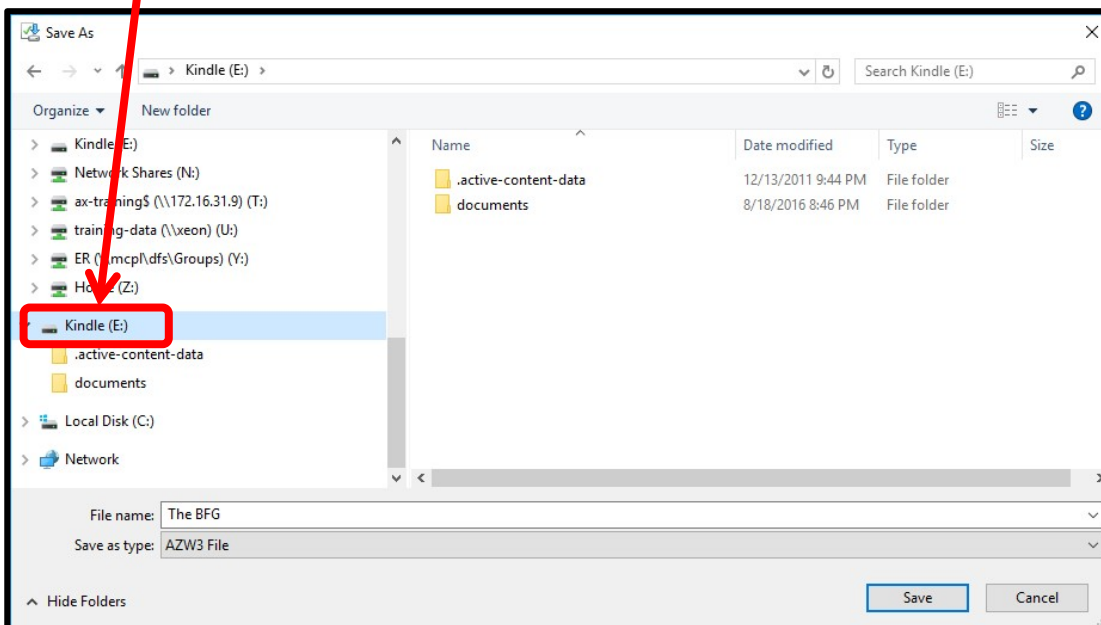 Save As
Kindle (E:)
Search Kindle (E:)
Organize
New folder
Name
Date modified
Type
Size
Kindle (E:)
Network Shares (N:)
ax-training$ (\\172.16.31.9) (T:)
training-data (\\xeon) (U:)
ER (\\mcpl\dfs\Groups) (Y:)
Home (Z:)
Kindle (E:)
.active-content-data
documents
Local Disk (C:)
Network
.active-content-data 12/13/2011 9:44 PM File folder
documents 8/18/2016 8:46 PM File folder
File name: The BFG
Save as type: AZW3 File
Hide Folders
Save
Cancel